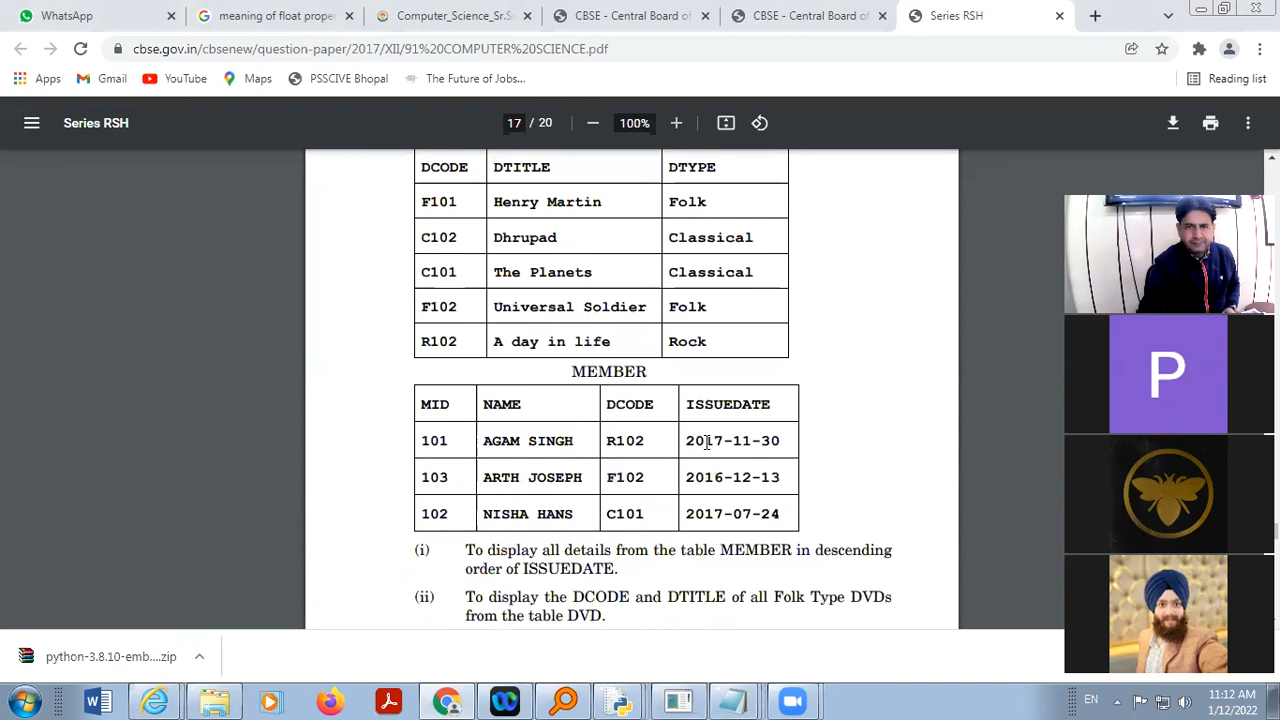 WhatsApp
meaning of float prope
Computer_Science_Sr.S
CBSE - Central Board of
CBSE - Central Board of
Series RSH
cbse.gov.in/cbsenew/question-paper/2017/XII/91%20COMPUTER%20SCIENCE.pdf
Apps
Gmail
YouTube
Maps
PSSCIVE Bhopal
The Future of Jobs...
Reading list
Series RSH
17 / 20
100%
DCODE DTITLE DTYPE
F101 Henry Martin Folk
C102 Dhrupad Classical
C101 The Planets Classical
F102 Universal Soldier Folk
R102 A day in life Rock
MEMBER
MID NAME DCODE ISSUEDATE
101 AGAM SINGH R102 2017-11-30
103 ARTH JOSEPH F102 2016-12-13
102 NISHA HANS C101 2017-07-24
(i) To display all details from the table MEMBER in descending
order of ISSUEDATE.
(ii) To display the DCODE and DTITLE of all Folk Type DVDs
from the table DVD.
P
python-3.8.10-emb....zip
EN
11:12 AM
1/12/2022